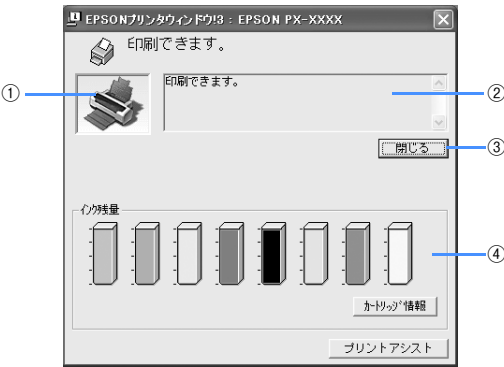 EPSONプリンタウィンドウ!3 : EPSON PX-XXXX
印刷できます。
①
印刷できます。
②
閉じる
③
インク残量
④
カートリッジ情報
プリントアシスト